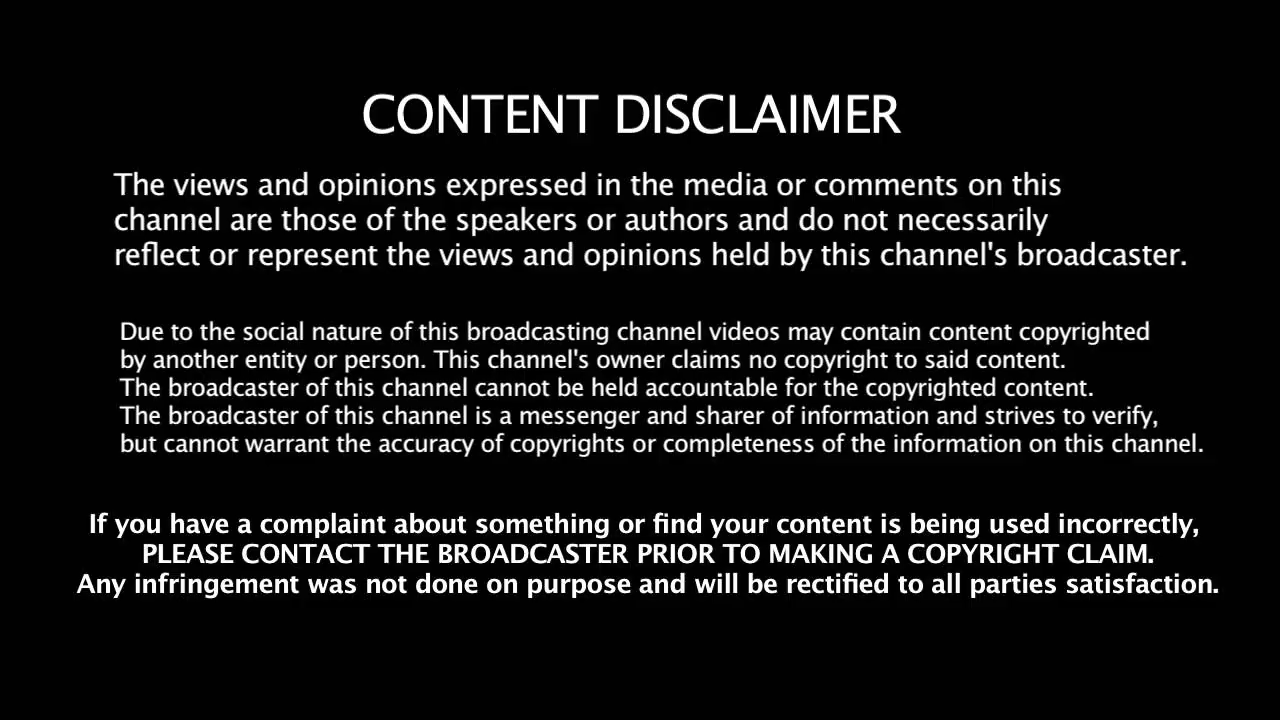 CONTENT DISCLAIMER
The views and opinions expressed in the media or comments on this
channel are those of the speakers or authors and do not necessarily
reflect or represent the views and opinions held by this channel's broadcaster.
Due to the social nature of this broadcasting channel videos may contain content copyrighted
by another entity or person. This channel's owner claims no copyright to said content.
The broadcaster of this channel cannot be held accountable for the copyrighted content.
The broadcaster of this channel is a messenger and sharer of information and strives to verify,
but cannot warrant the accuracy of copyrights or completeness of the information on this channel.
If you have a complaint about something or find your content is being used incorrectly,
PLEASE CONTACT THE BROADCASTER PRIOR TO MAKING A COPYRIGHT CLAIM.
Any infringement was not done on purpose and will be rectified to all parties satisfaction.